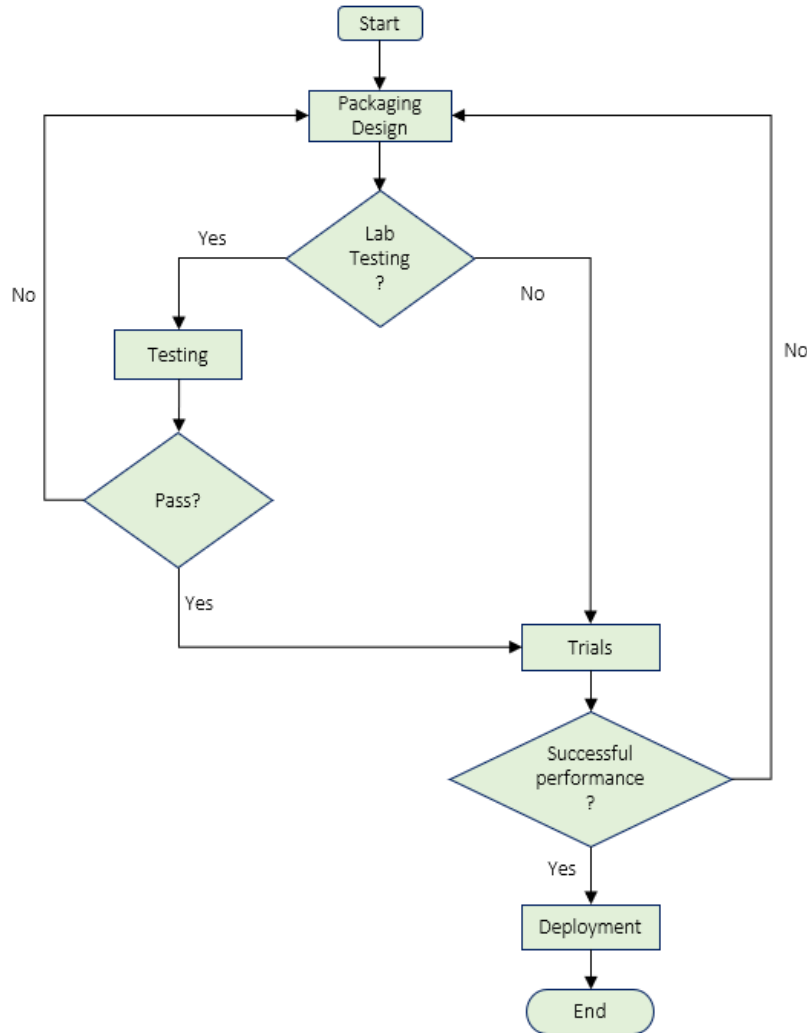 Start
Packaging
Design
Lab
Testing
?
Yes
No
No
No
Testing
Pass?
Yes
Trials
Successful
performance
?
Yes
Deployment
End